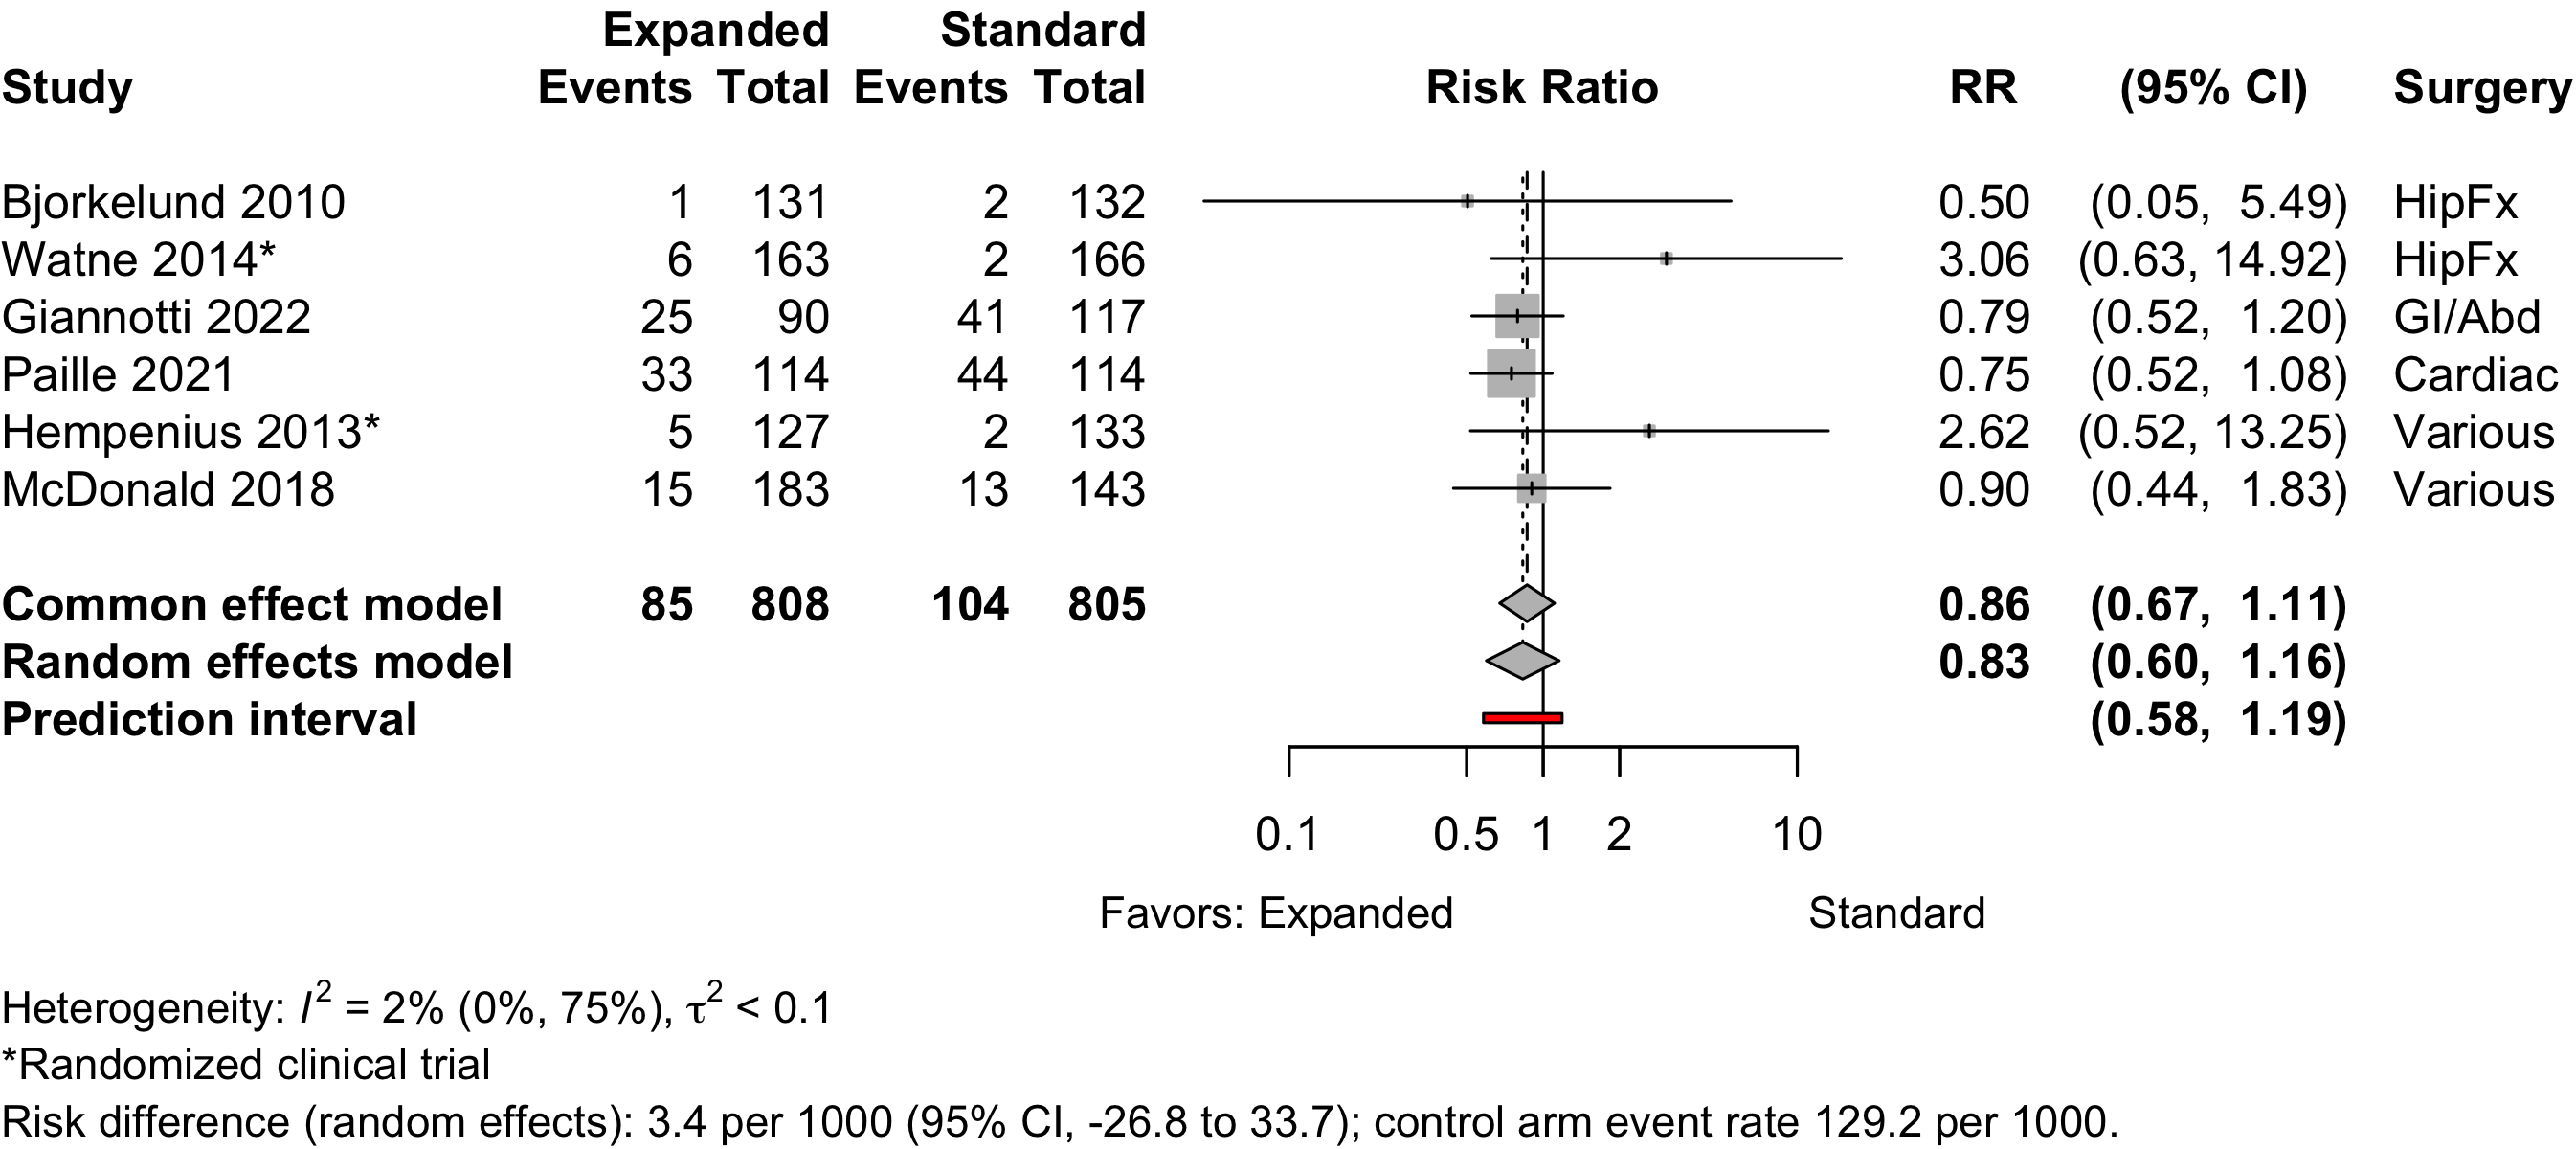 Expanded Standard
Study Events Total Events Total Risk Ratio RR (95% CI) Surgery
Bjorkelund 2010 1 131 2 132 0.50 (0.05, 5.49) HipFx
Watne 2014* 6 163 2 166 3.06 (0.63, 14.92) HipFx
Giannotti 2022 25 90 41 117 0.79 (0.52, 1.20) GI/Abd
Paille 2021 33 114 44 114 0.75 (0.52, 1.08) Cardiac
Hempenius 2013* 5 127 2 133 2.62 (0.52, 13.25) Various
McDonald 2018 15 183 13 143 0.90 (0.44, 1.83) Various
Common effect model 85 808 104 805 0.86 (0.67, 1.11)
Random effects model 0.83 (0.60, 1.16)
Prediction interval (0.58, 1.19)
0.1 0.5 1 2 10
Favors: Expanded Standard
Heterogeneity: I² = 2% (0%, 75%), τ² < 0.1
*Randomized clinical trial
Risk difference (random effects): 3.4 per 1000 (95% CI, -26.8 to 33.7); control arm event rate 129.2 per 1000.